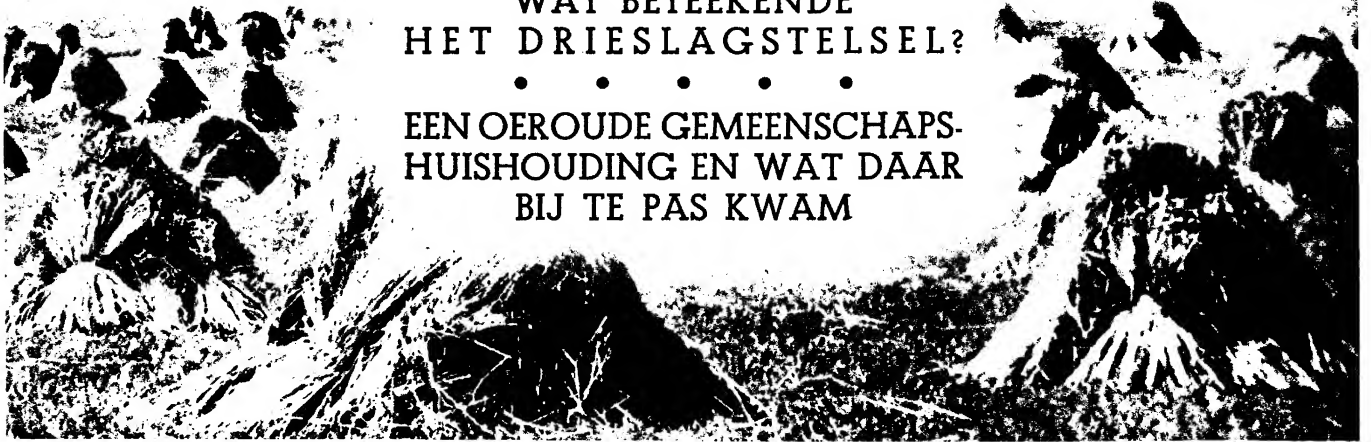 WAT BETEEKENDE
HET DRIESLAGSTELSEL?
EEN OEROUDE GEMEENSCHAPS-
HUISHOUDING EN WAT DAAR
BIJ TE PAS KWAM